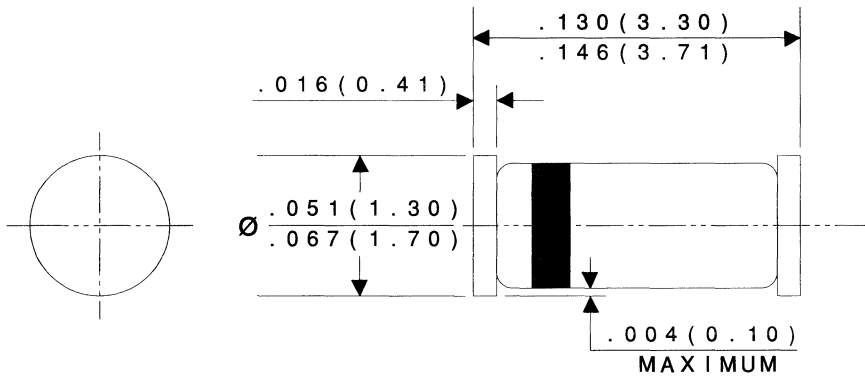 .130(3.30)
.146(3.71)
.016(0.41)
Ø .051(1.30)
.067(1.70)
.004(0.10)
MAXIMUM